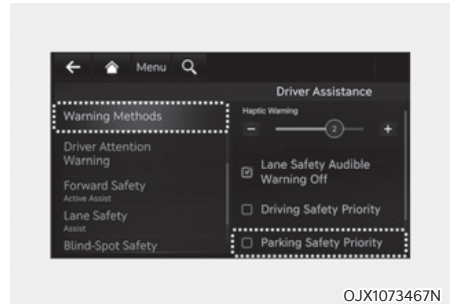 Menu
Driver Assistance
Warning Methods
Haptic Warning
2
Driver Attention
Warning
Lane Safety Audible
Warning Off
Forward Safety
Active Assist
Driving Safety Priority
Lane Safety
Assist
Blind-Spot Safety
Parking Safety Priority
OJX1073467N